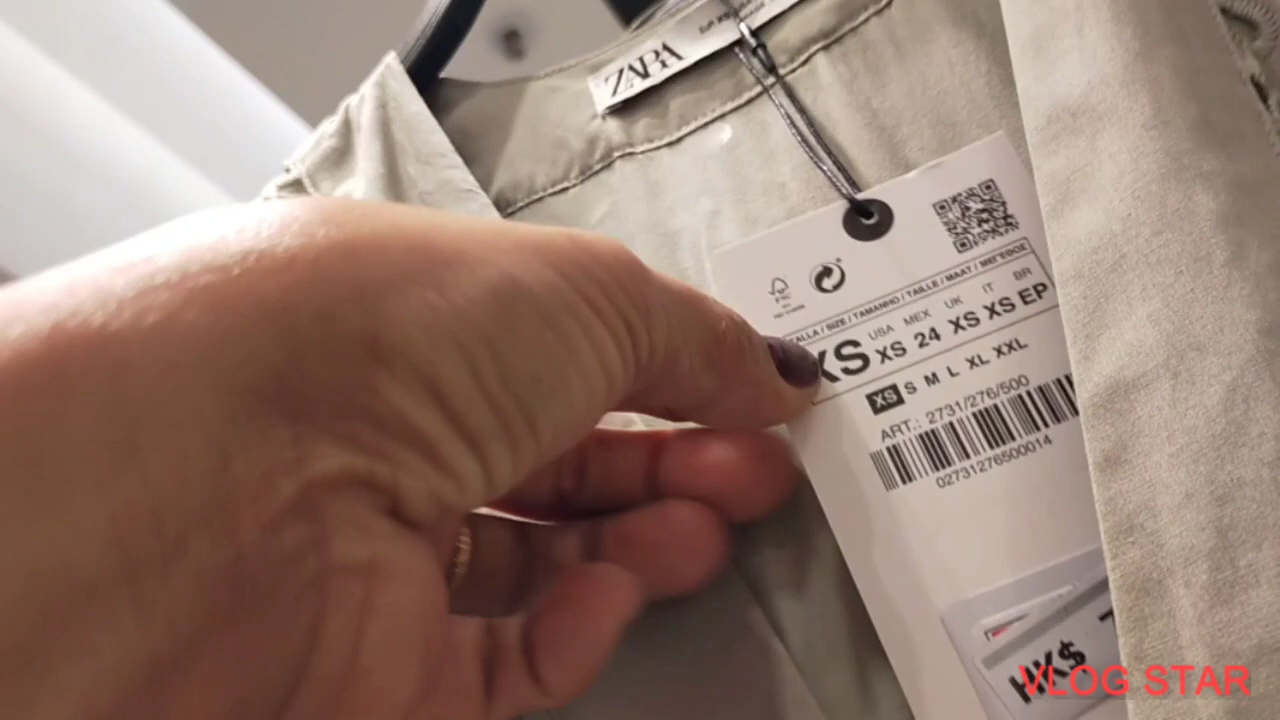 ZARA
FSC
TALLA / SIZE / TAMANHO / TAILLE / MAAT / ΜΕΓΕΘΟΣ
USA MEX UK IT BR
XS XS 24 XS XS EP
XS S M L XL XXL
ART.: 2731/276/500
02731276500014
HK$
VLOG STAR